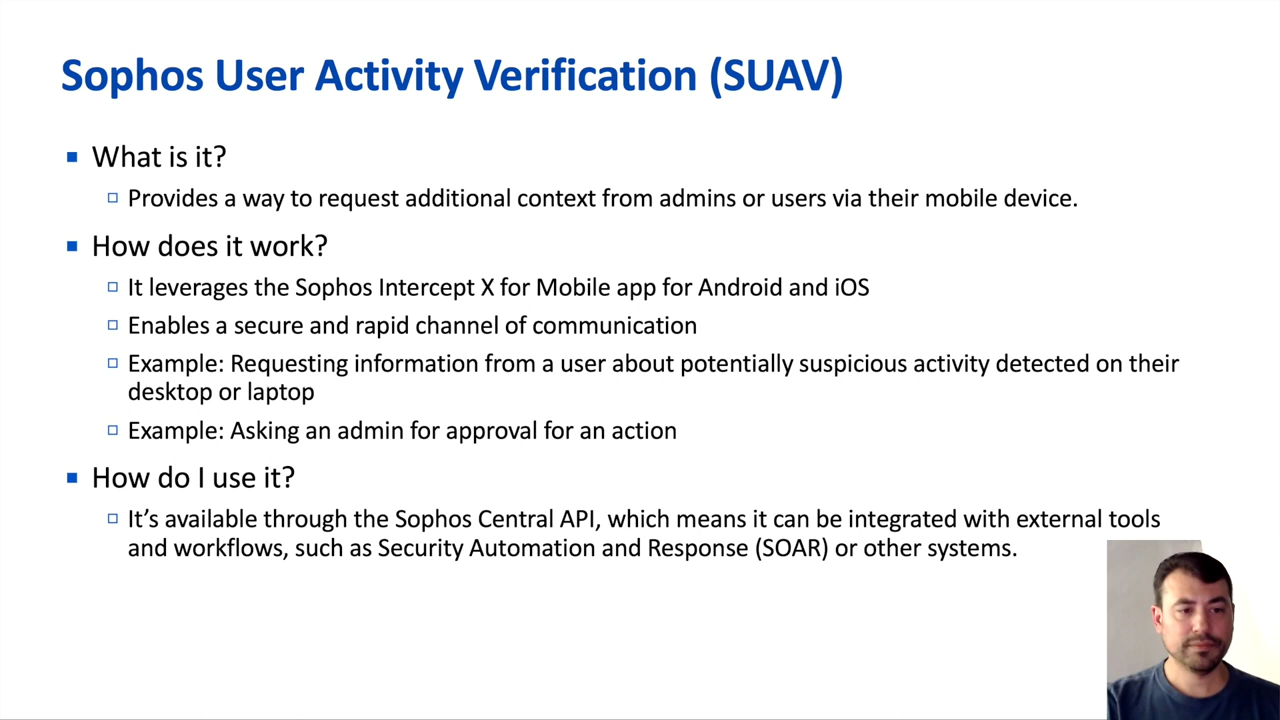 Sophos User Activity Verification (SUAV)
What is it?
Provides a way to request additional context from admins or users via their mobile device.
How does it work?
It leverages the Sophos Intercept X for Mobile app for Android and iOS
Enables a secure and rapid channel of communication
Example: Requesting information from a user about potentially suspicious activity detected on their
desktop or laptop
Example: Asking an admin for approval for an action
How do I use it?
It’s available through the Sophos Central API, which means it can be integrated with external tools
and workflows, such as Security Automation and Response (SOAR) or other systems.